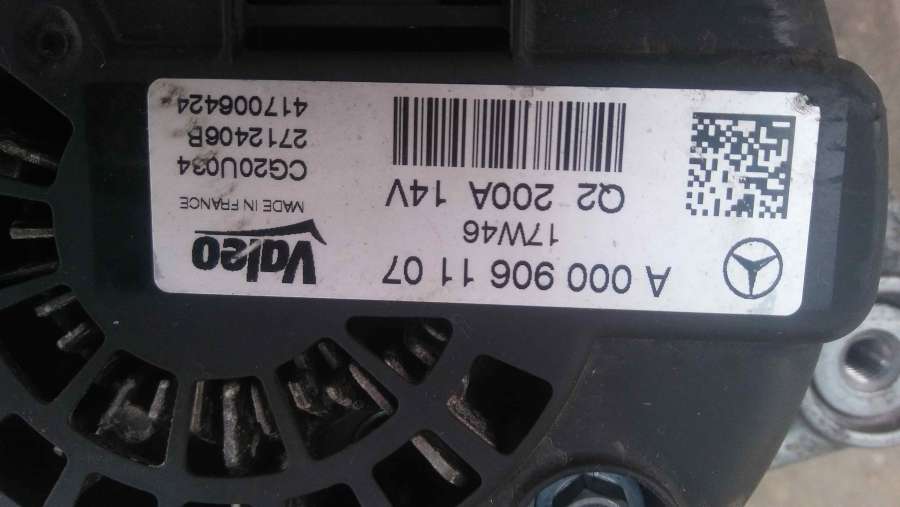 A 000 906 11 07
17W46
Q2 200A 14V
Valeo
MADE IN FRANCE
CG20U034
2712406B
417006424